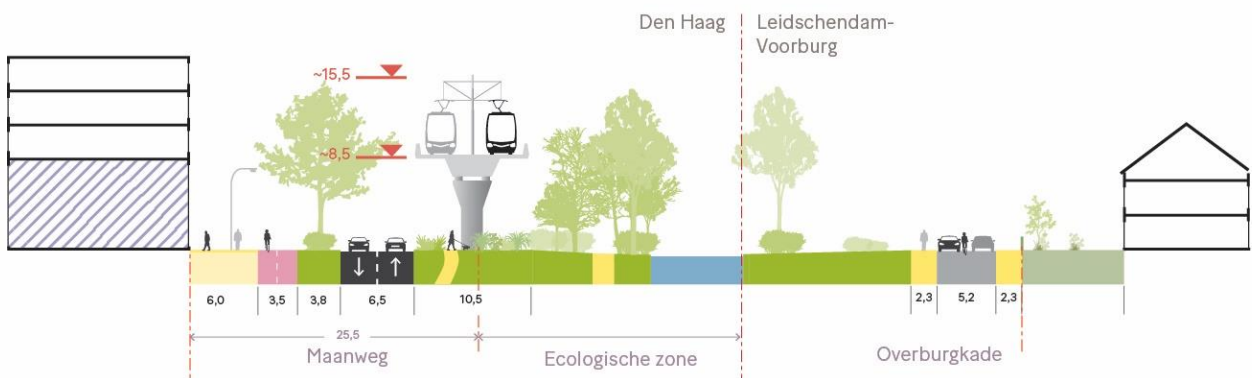 Den Haag
Leidschendam-
Voorburg
~15,5
~8,5
6,0
3,5
3,8
6,5
10,5
2,3
5,2
2,3
25,5
Maanweg
Ecologische zone
Overburgkade